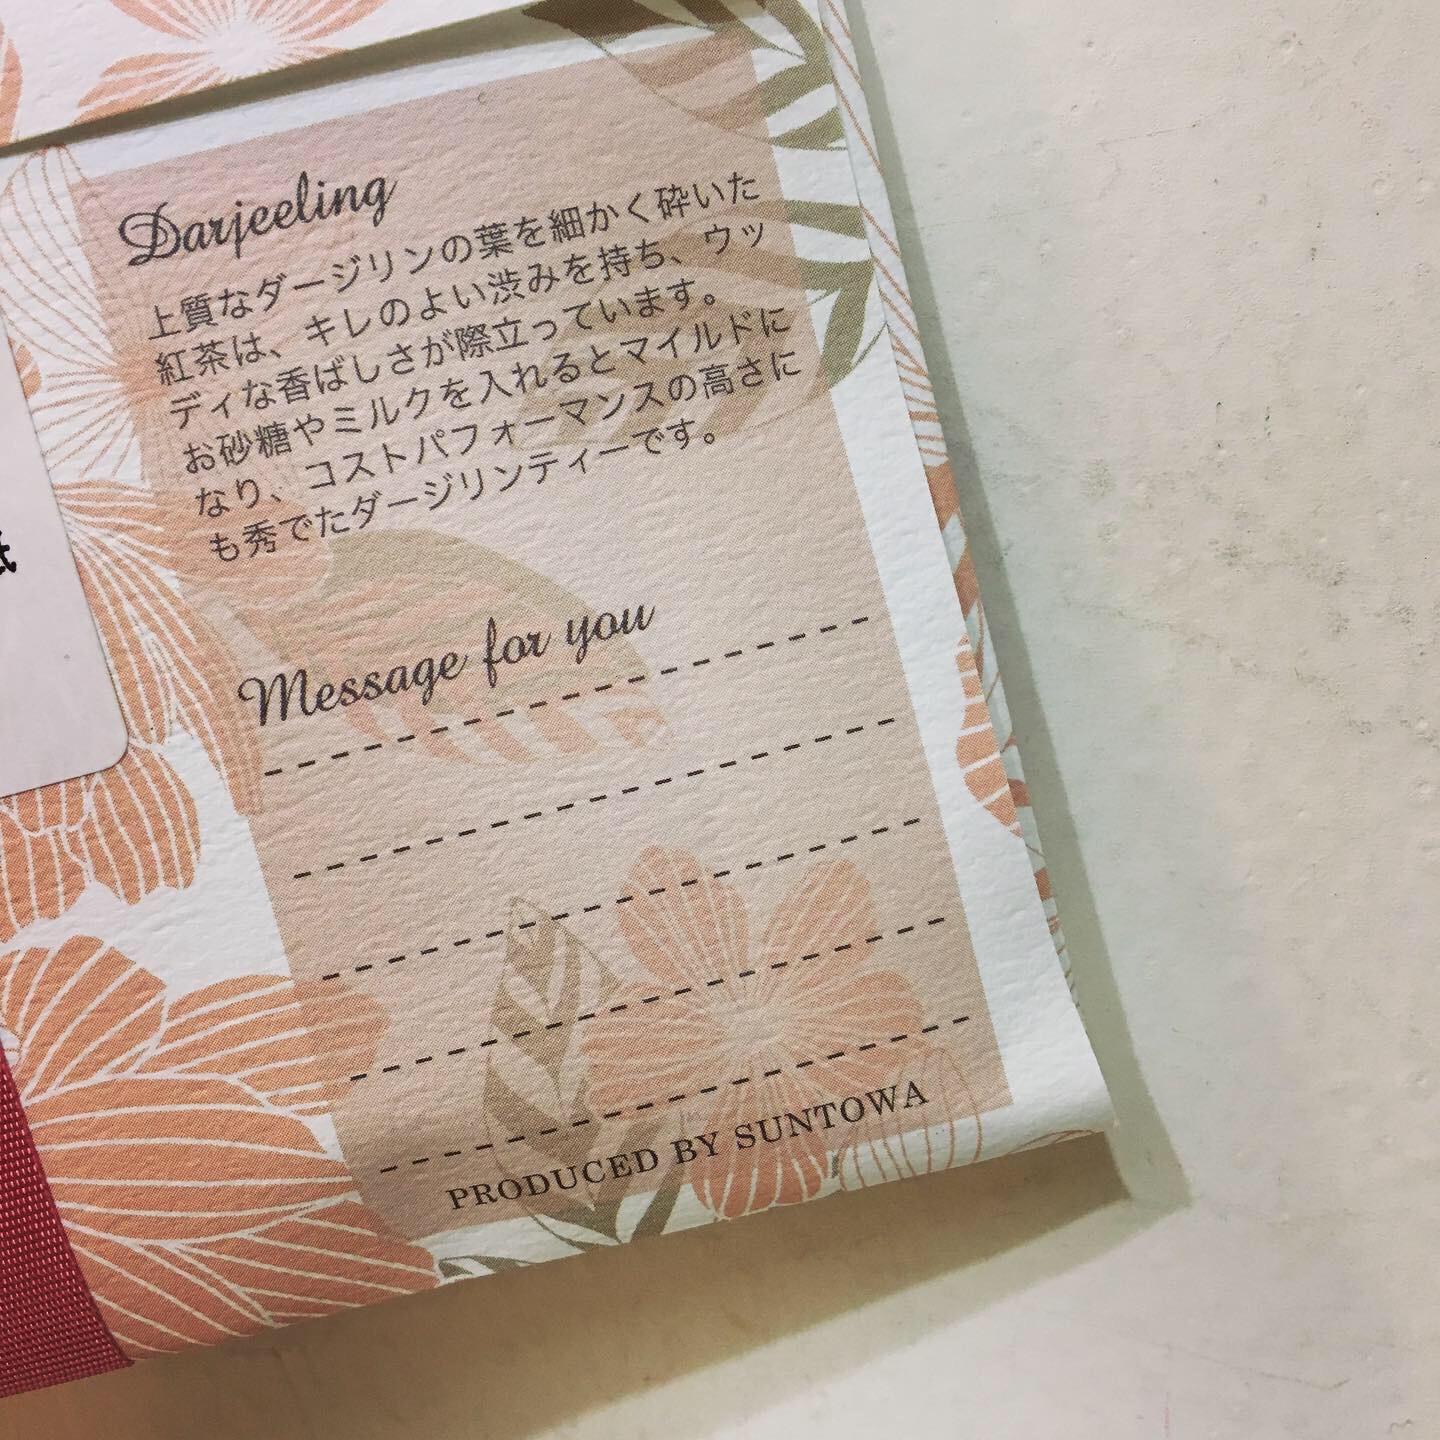 Darjeeling
上質なダージリンの葉を細かく砕いた
紅茶は、キレのよい渋みを持ち、ウッ
ディな香ばしさが際立っています。
お砂糖やミルクを入れるとマイルドに
なり、コストパフォーマンスの高さに
も秀でたダージリンティーです。
Message for you
PRODUCED BY SUNTOWA